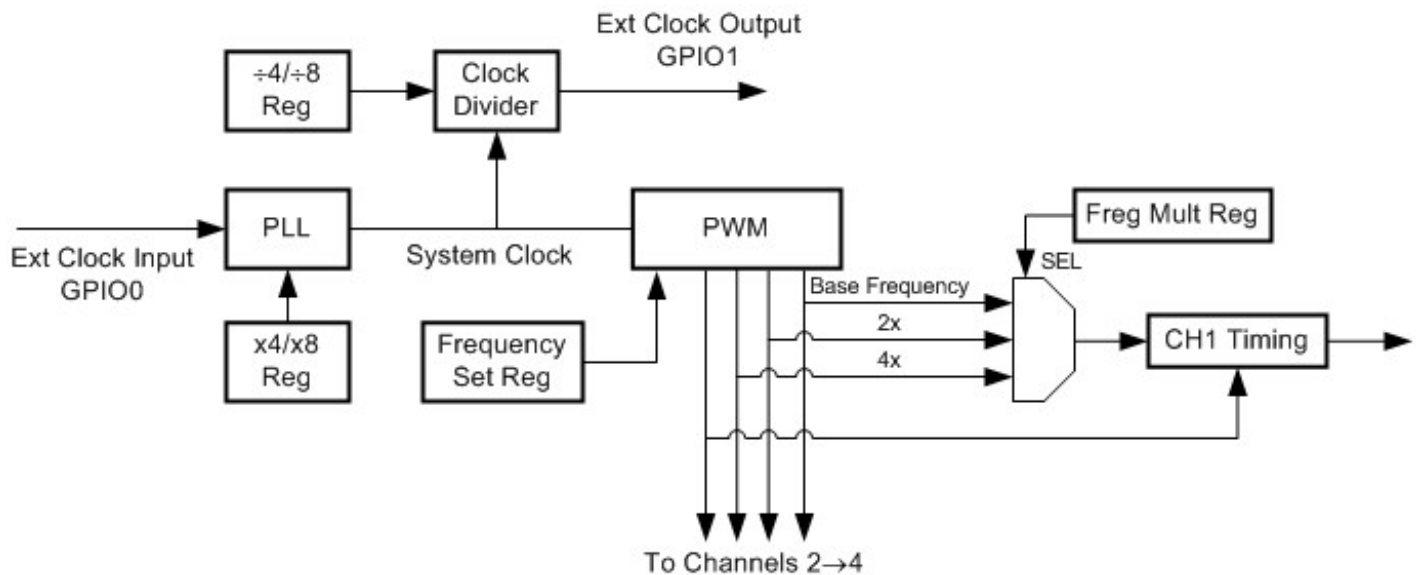 Ext Clock Output
GPIO1
÷4/÷8
Reg
Clock
Divider
Ext Clock Input
GPIO0
PLL
System Clock
PWM
Freg Mult Reg
SEL
x4/x8
Reg
Frequency
Set Reg
Base Frequency
2x
4x
CH1 Timing
To Channels 2→4